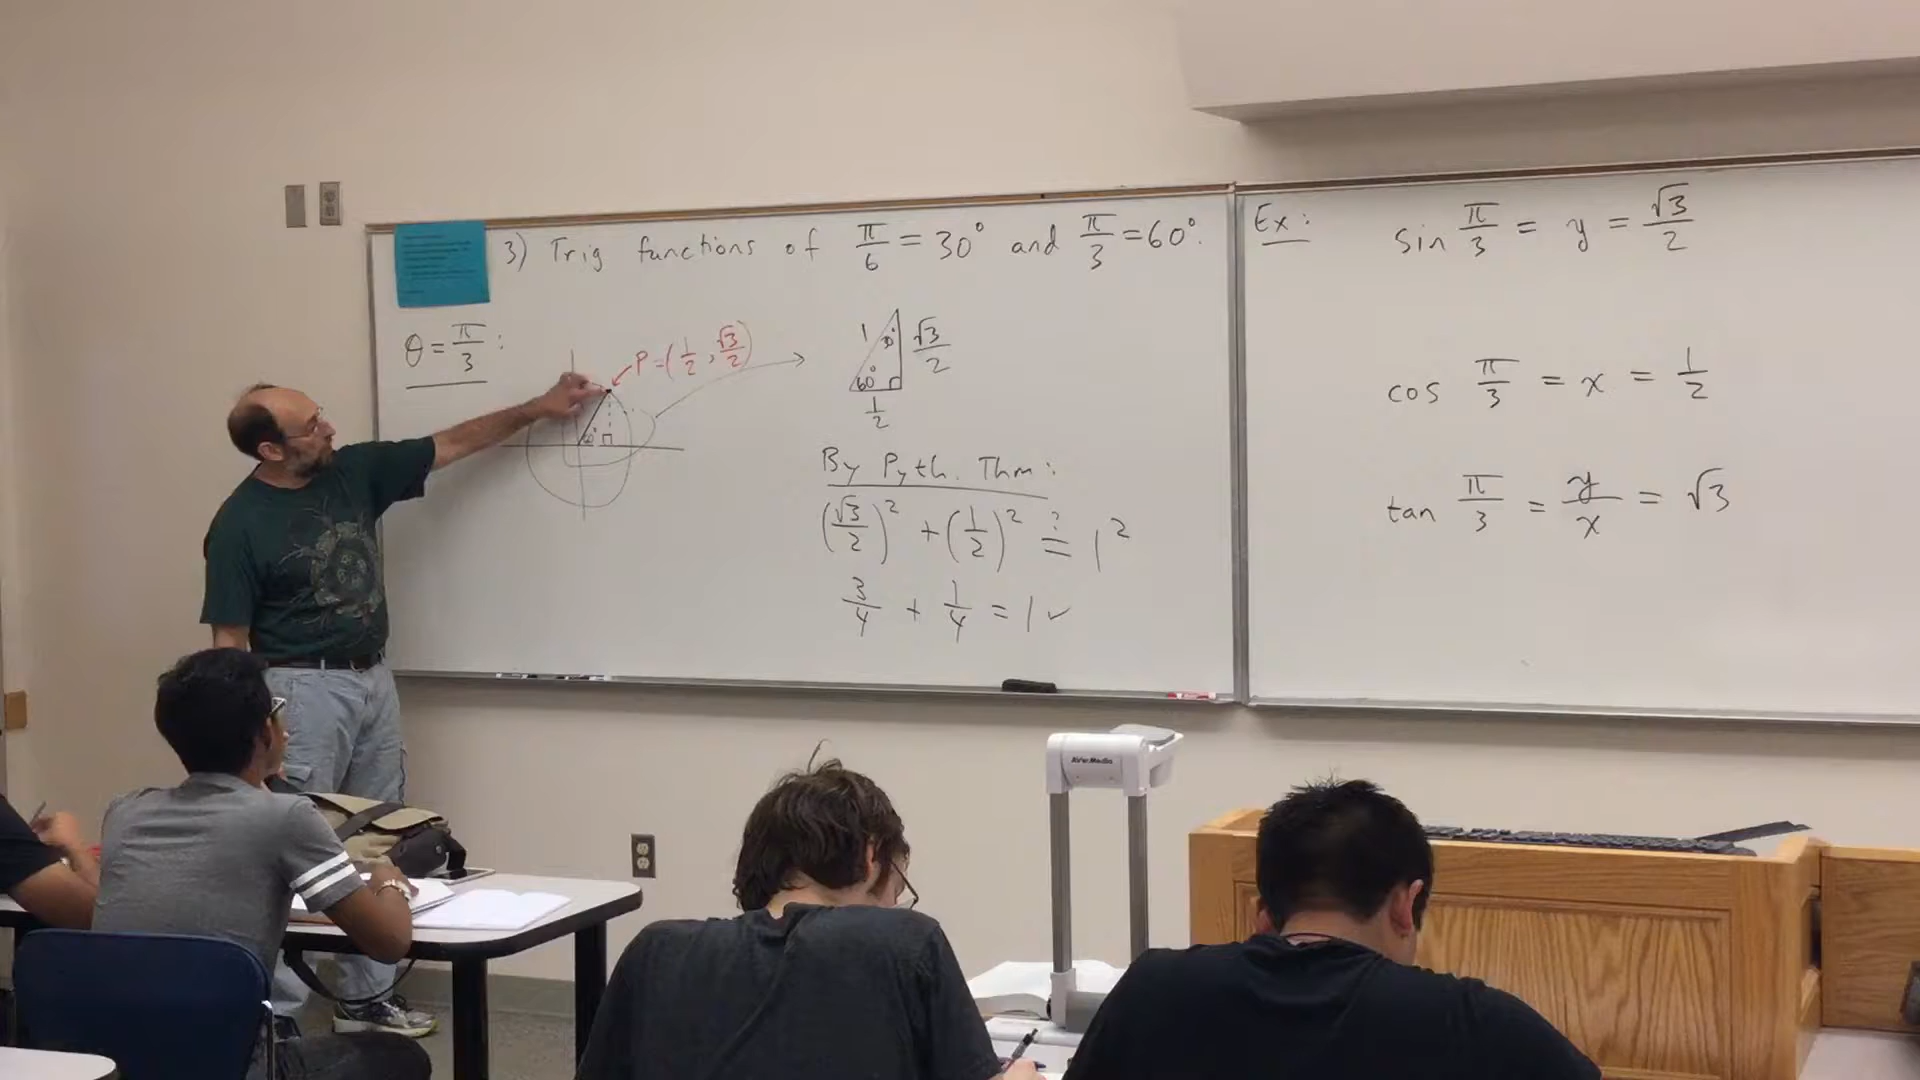 3) Trig functions of π/6 = 30° and π/3 = 60°.
θ = π/3 :
P = (1/2, √3/2)
60°
1
30°
√3/2
60°
1/2
By Pyth. Thm:
(√3/2)² + (1/2)² ≟ 1²
3/4 + 1/4 = 1 ✓
Ex:
sin π/3 = y = √3/2
cos π/3 = x = 1/2
tan π/3 = y/x = √3
AVerMedia